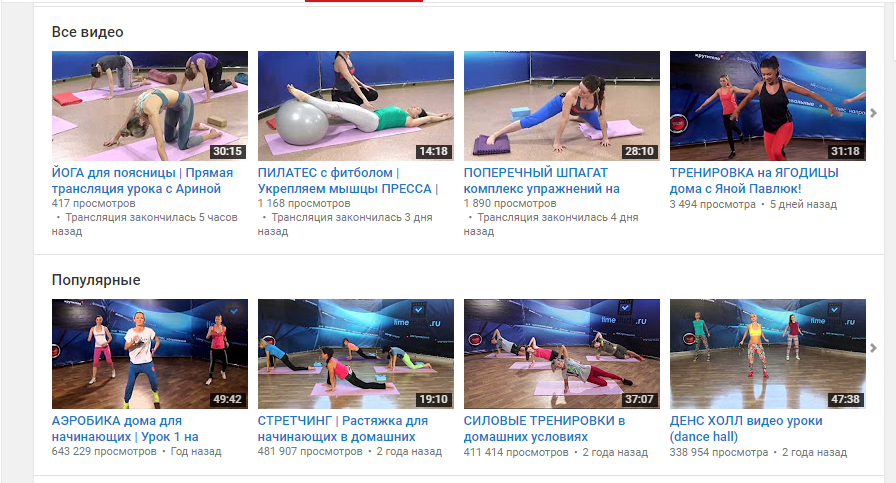 Все видео
30:15
14:18
28:10
31:18
ЙОГА для поясницы | Прямая
трансляция урока с Ариной
417 просмотров
• Трансляция закончилась 5 часов
назад
ПИЛАТЕС с фитболом |
Укрепляем мышцы ПРЕССА |
1 168 просмотров
• Трансляция закончилась 3 дня
назад
ПОПЕРЕЧНЫЙ ШПАГАТ
комплекс упражнений на
1 890 просмотров
• Трансляция закончилась 4 дня
назад
ТРЕНИРОВКА на ЯГОДИЦЫ
дома с Яной Павлюк!
3 494 просмотра • 5 дней назад
Популярные
lime
lime .ru
lime .ru
lime
49:42
19:10
37:07
47:38
АЭРОБИКА дома для
начинающих | Урок 1 на
643 229 просмотров • Год назад
СТРЕТЧИНГ | Растяжка для
начинающих в домашних
481 907 просмотров • 2 года назад
СИЛОВЫЕ ТРЕНИРОВКИ в
домашних условиях
411 414 просмотров • 2 года назад
ДЕНС ХОЛЛ видео уроки
(dance hall)
338 954 просмотра • 2 года назад